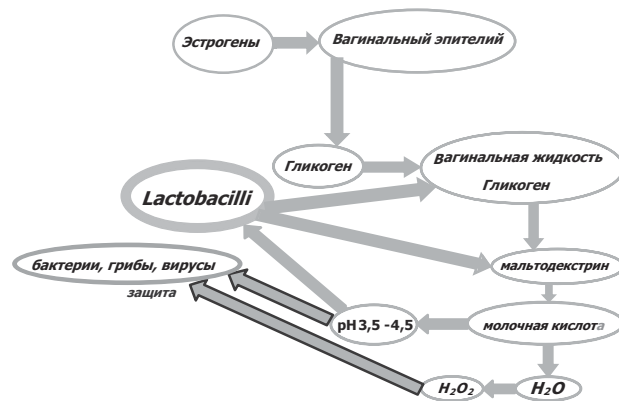 Эстрогены
Вагинальный эпителий
Гликоген
Вагинальная жидкость
Гликоген
Lactobacilli
бактерии, грибы, вирусы
мальтодекстрин
защита
pH 3,5 -4,5
молочная кислота
H₂O₂
H₂O